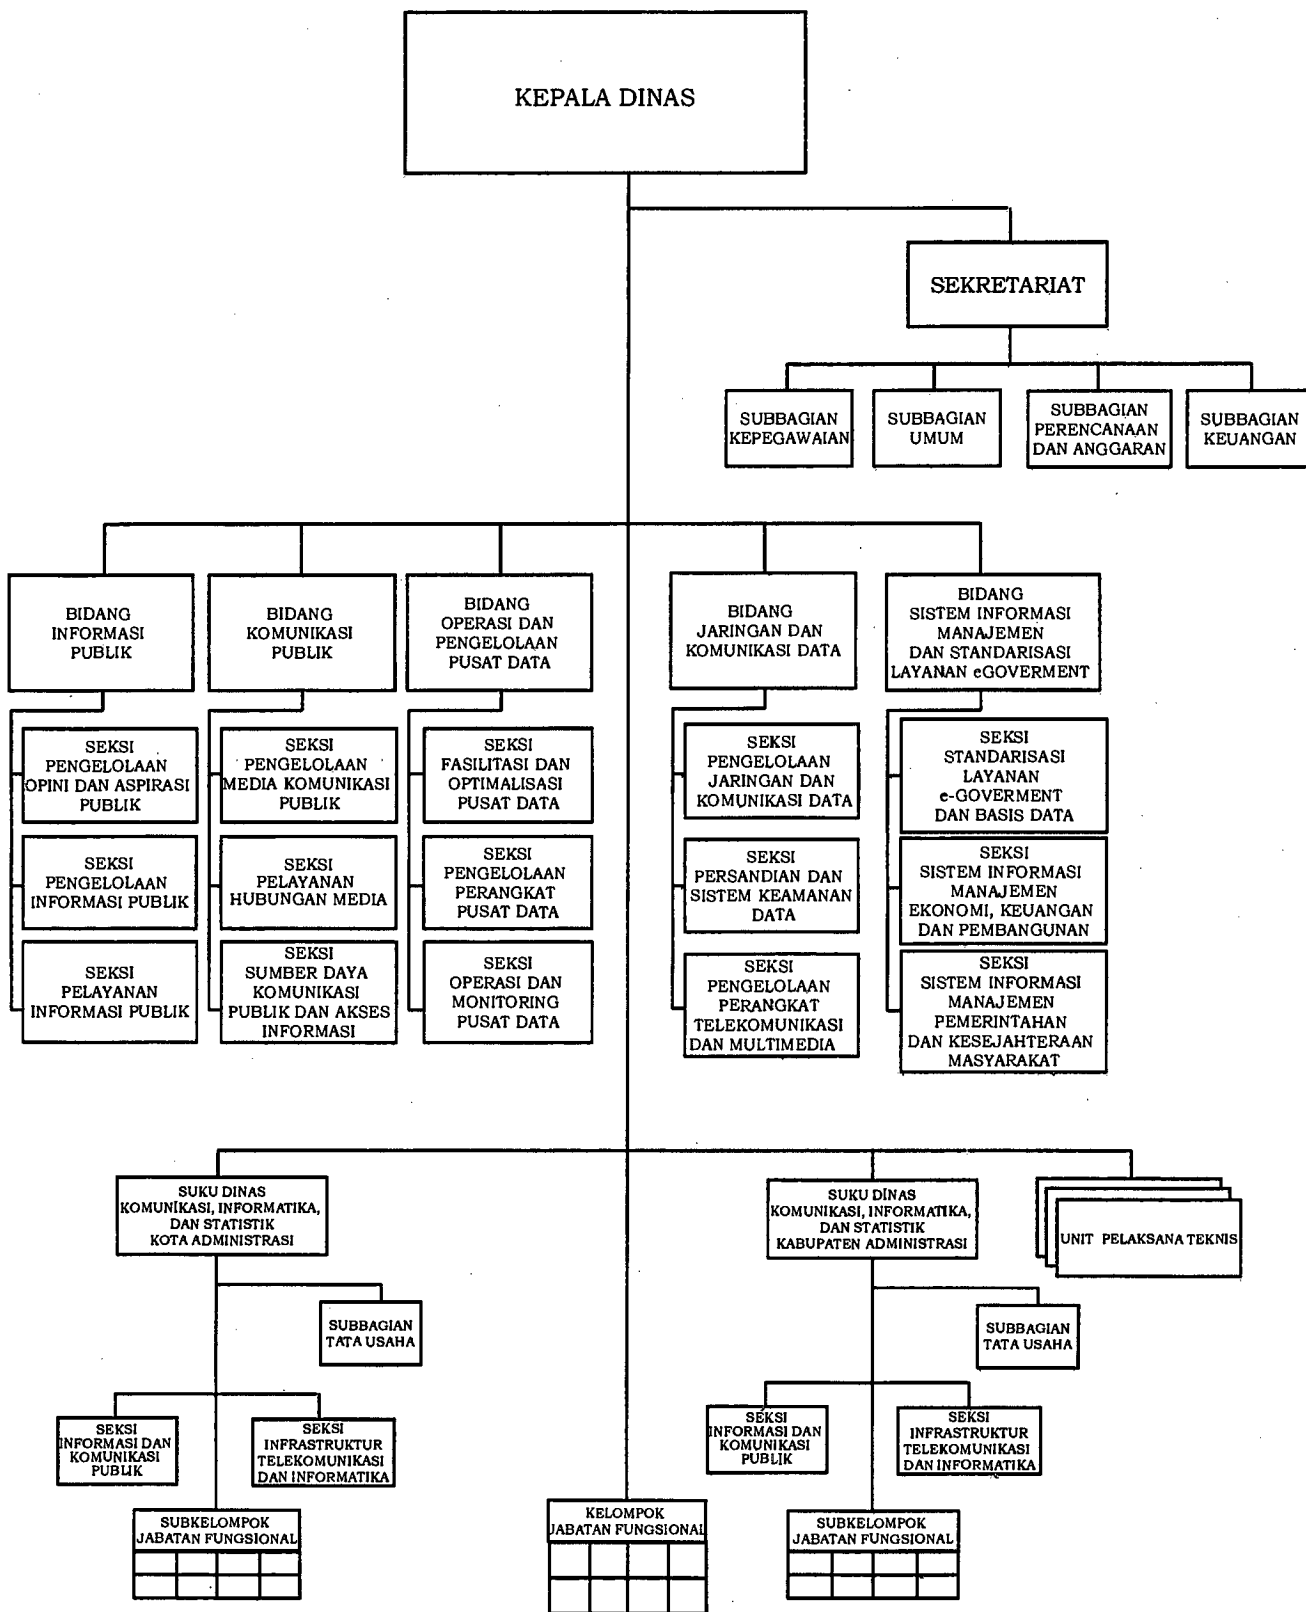 KEPALA DINAS
SEKRETARIAT
SUBBAGIAN
KEPEGAWAIAN
SUBBAGIAN
UMUM
SUBBAGIAN
PERENCANAAN
DAN ANGGARAN
SUBBAGIAN
KEUANGAN
BIDANG
INFORMASI
PUBLIK
BIDANG
KOMUNIKASI
PUBLIK
BIDANG
OPERASI DAN
PENGELOLAAN
PUSAT DATA
BIDANG
JARINGAN DAN
KOMUNIKASI DATA
BIDANG
SISTEM INFORMASI
MANAJEMEN
DAN STANDARISASI
LAYANAN eGOVERMENT
SEKSI
PENGELOLAAN
OPINI DAN ASPIRASI
PUBLIK
SEKSI
PENGELOLAAN
INFORMASI PUBLIK
SEKSI
PELAYANAN
INFORMASI PUBLIK
SEKSI
PENGELOLAAN
MEDIA KOMUNIKASI
PUBLIK
SEKSI
PELAYANAN
HUBUNGAN MEDIA
SEKSI
SUMBER DAYA
KOMUNIKASI
PUBLIK DAN AKSES
INFORMASI
SEKSI
FASILITASI DAN
OPTIMALISASI
PUSAT DATA
SEKSI
PENGELOLAAN
PERANGKAT
PUSAT DATA
SEKSI
OPERASI DAN
MONITORING
PUSAT DATA
SEKSI
PENGELOLAAN
JARINGAN DAN
KOMUNIKASI DATA
SEKSI
PERSANDIAN DAN
SISTEM KEAMANAN
DATA
SEKSI
PENGELOLAAN
PERANGKAT
TELEKOMUNIKASI
DAN MULTIMEDIA
SEKSI
STANDARISASI
LAYANAN
e-GOVERMENT
DAN BASIS DATA
SEKSI
SISTEM INFORMASI
MANAJEMEN
EKONOMI, KEUANGAN
DAN PEMBANGUNAN
SEKSI
SISTEM INFORMASI
MANAJEMEN
PEMERINTAHAN
DAN KESEJAHTERAAN
MASYARAKAT
SUKU DINAS
KOMUNIKASI, INFORMATIKA,
DAN STATISTIK
KOTA ADMINISTRASI
SUBBAGIAN
TATA USAHA
SEKSI
INFORMASI DAN
KOMUNIKASI
PUBLIK
SEKSI
INFRASTRUKTUR
TELEKOMUNIKASI
DAN INFORMATIKA
SUBKELOMPOK
JABATAN FUNGSIONAL
KELOMPOK
JABATAN FUNGSIONAL
SUKU DINAS
KOMUNIKASI, INFORMATIKA,
DAN STATISTIK
KABUPATEN ADMINISTRASI
UNIT PELAKSANA TEKNIS
SUBBAGIAN
TATA USAHA
SEKSI
INFORMASI DAN
KOMUNIKASI
PUBLIK
SEKSI
INFRASTRUKTUR
TELEKOMUNIKASI
DAN INFORMATIKA
SUBKELOMPOK
JABATAN FUNGSIONAL